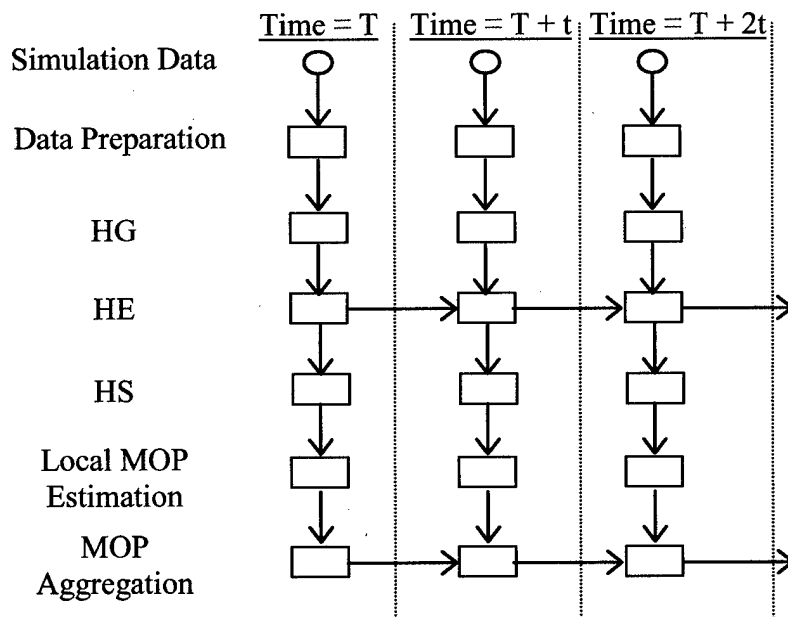 Time = T
Time = T + t
Time = T + 2t
Simulation Data
Data Preparation
HG
HE
HS
Local MOP
Estimation
MOP
Aggregation